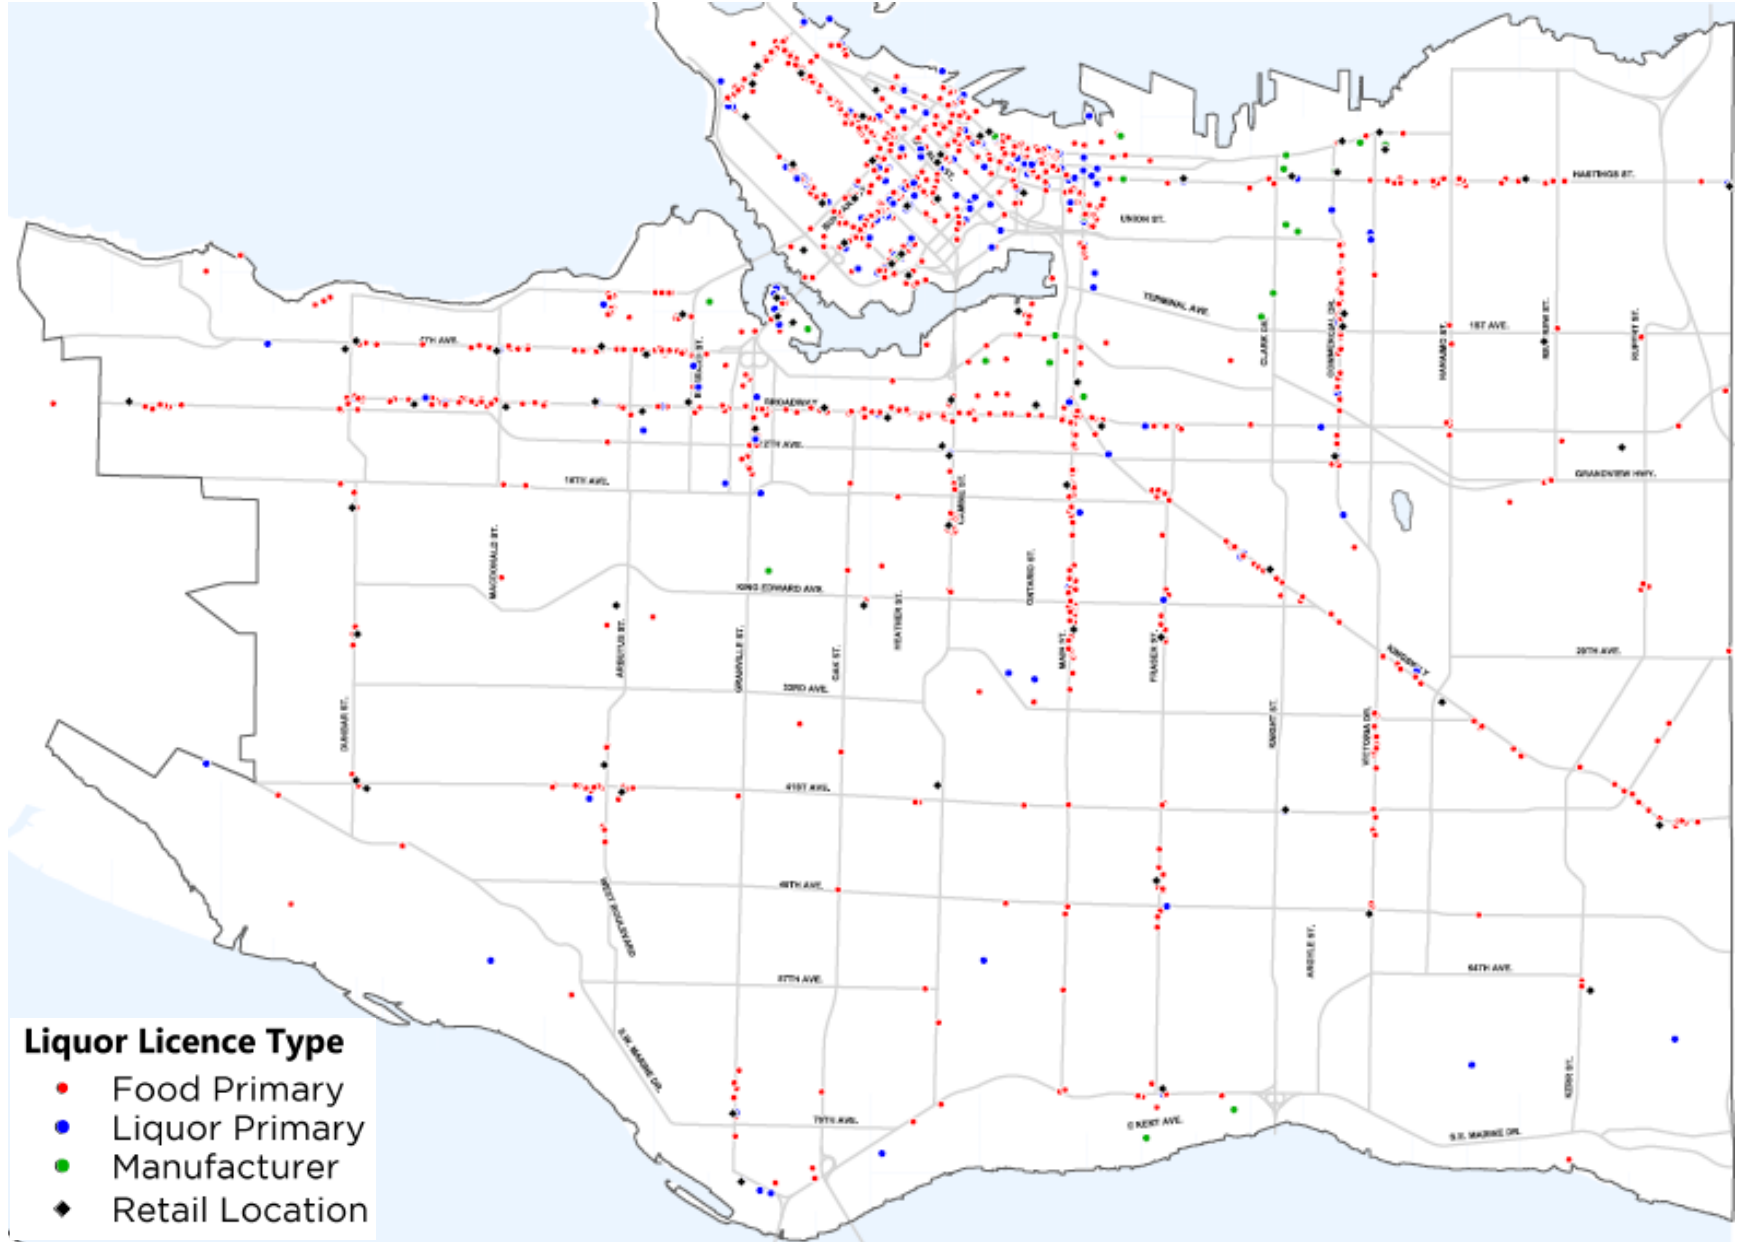 HASTINGS ST.
UNION ST.
TERMINAL AVE.
1ST AVE.
7TH AVE.
CLARK DR.
COMMERCIAL DR.
NANAIMO ST.
RUPERT ST.
BROADWAY
12TH AVE.
16TH AVE.
GRANDVIEW HWY.
CAMBIE ST.
MACDONALD ST.
ONTARIO ST.
KING EDWARD AVE.
HEATHER ST.
ARBUTUS ST.
GRANVILLE ST.
OAK ST.
MAIN ST.
FRASER ST.
KINGSWAY
29TH AVE.
33RD AVE.
DUNBAR ST.
KNIGHT ST.
VICTORIA DR.
41ST AVE.
49TH AVE.
WEST BOULEVARD
ARGYLE ST.
54TH AVE.
57TH AVE.
S.W. MARINE DR.
KERR ST.
70TH AVE.
E KENT AVE.
S.E. MARINE DR.
Liquor Licence Type
Food Primary
Liquor Primary
Manufacturer
Retail Location